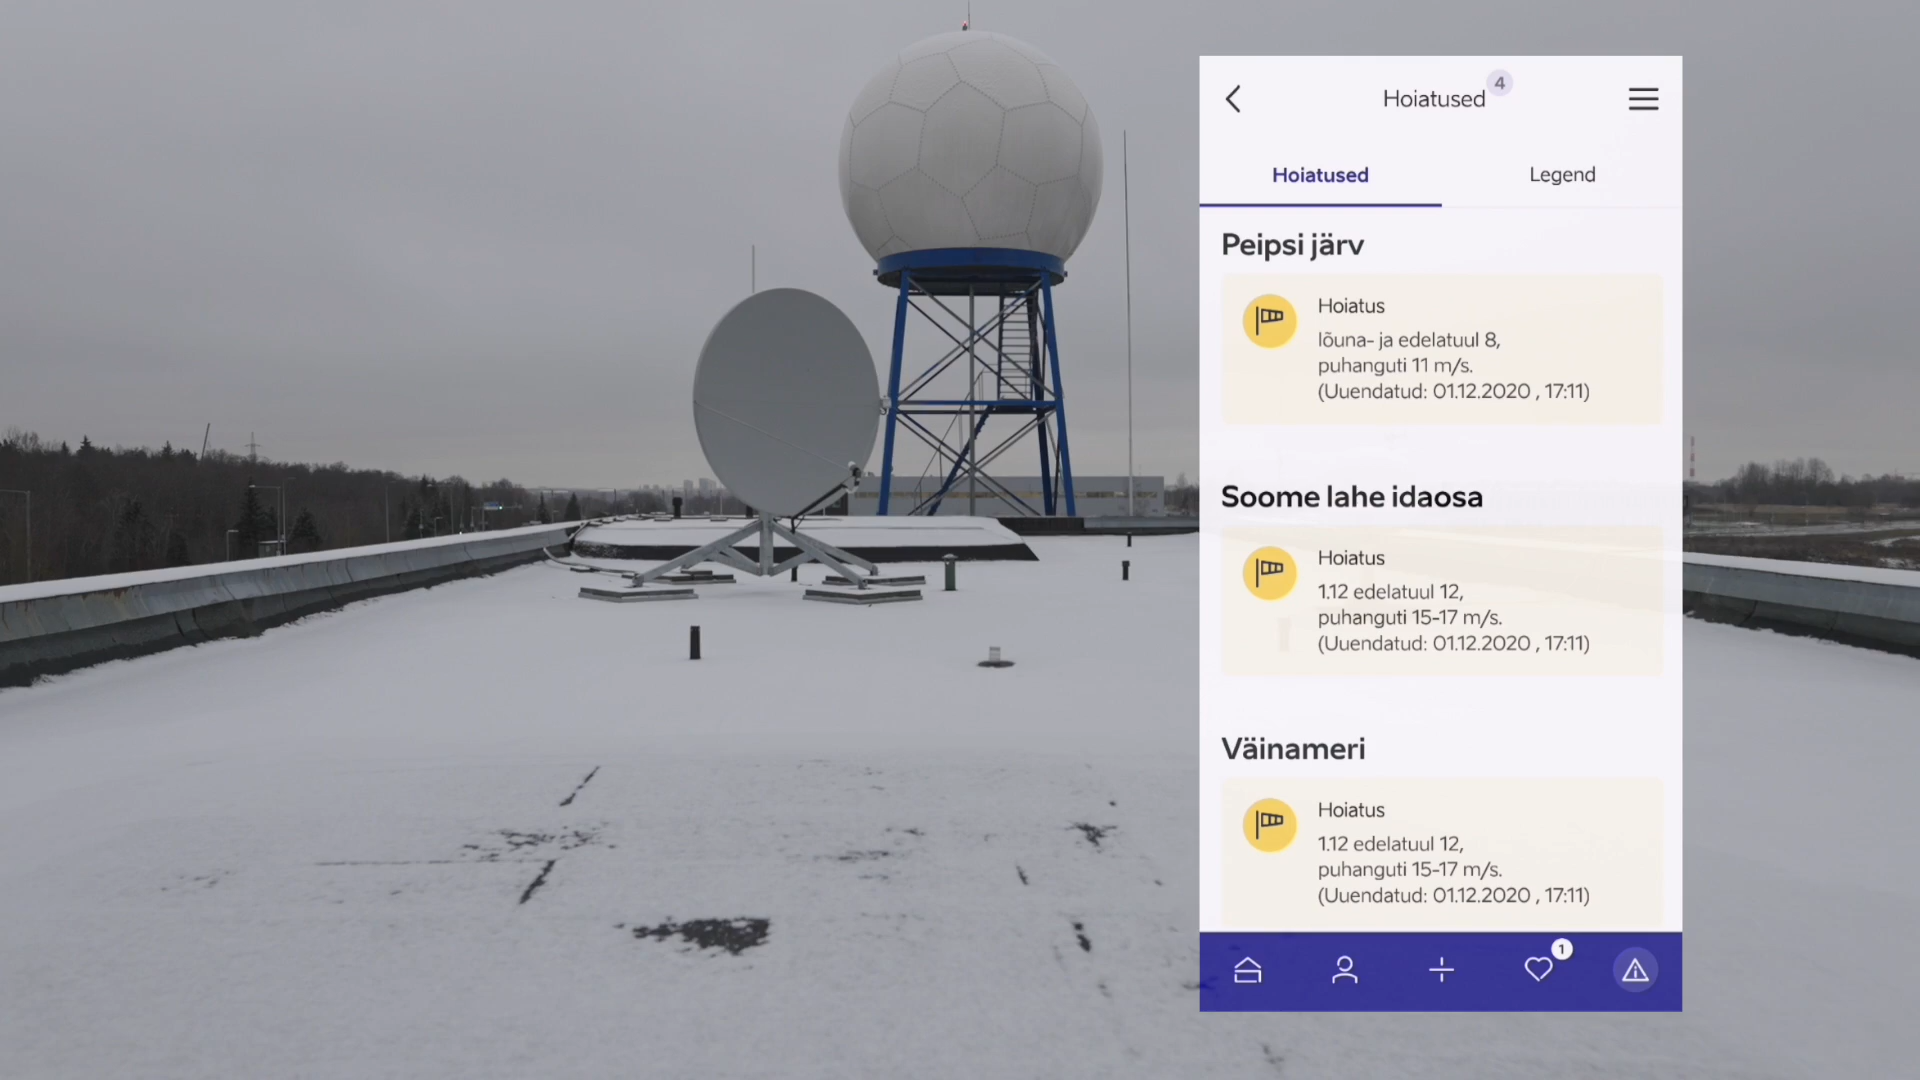 Hoiatused 4
Hoiatused Legend
Peipsi järv
Hoiatus
lõuna- ja edelatuul 8,
puhanguti 11 m/s.
(Uuendatud: 01.12.2020 , 17:11)
Soome lahe idaosa
Hoiatus
1.12 edelatuul 12,
puhanguti 15-17 m/s.
(Uuendatud: 01.12.2020 , 17:11)
Väinameri
Hoiatus
1.12 edelatuul 12,
puhanguti 15-17 m/s.
(Uuendatud: 01.12.2020 , 17:11)
1